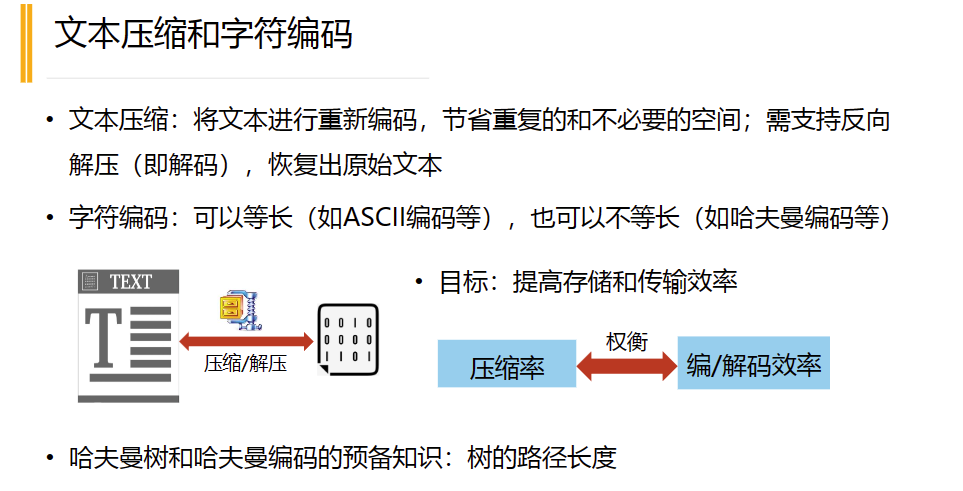 文本压缩和字符编码
• 文本压缩：将文本进行重新编码，节省重复的和不必要的空间；需支持反向
解压（即解码），恢复出原始文本
• 字符编码：可以等长（如ASCII编码等），也可以不等长（如哈夫曼编码等）
TEXT
T
压缩/解压
0010
0100
1101
• 目标：提高存储和传输效率
压缩率
权衡
编/解码效率
• 哈夫曼树和哈夫曼编码的预备知识：树的路径长度